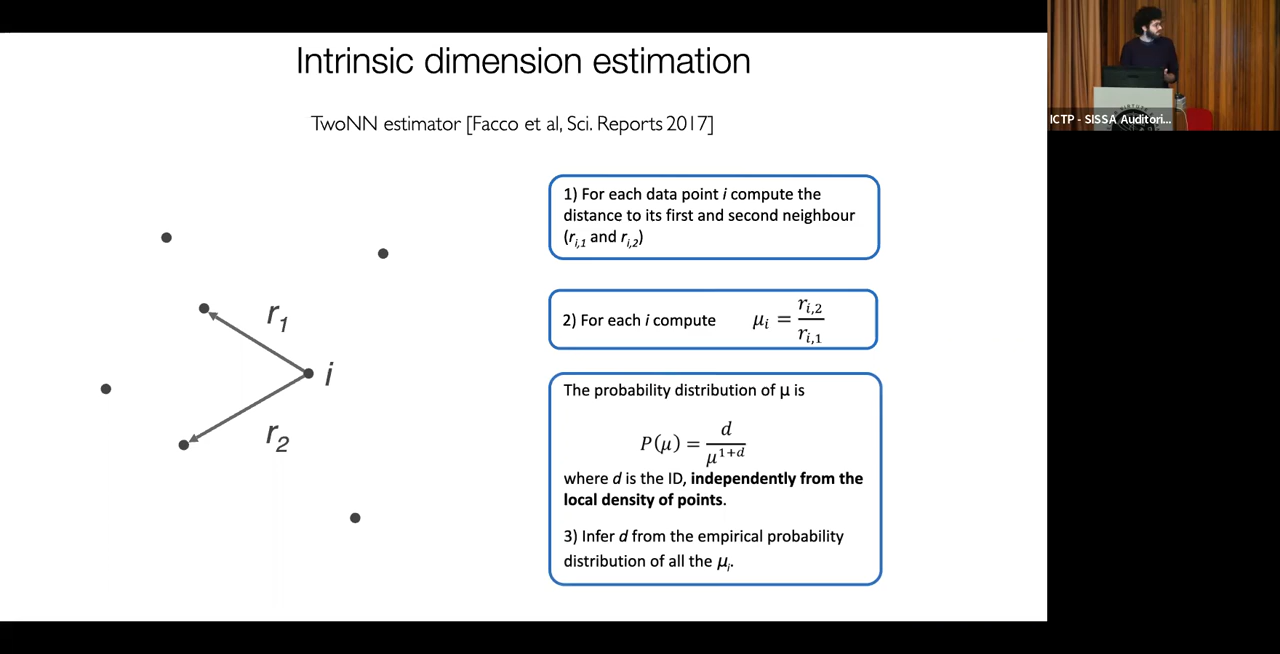 Intrinsic dimension estimation
TwoNN estimator [Facco et al, Sci. Reports 2017]
ICTP - SISSA Auditori...
r1
i
r2
1) For each data point i compute the
distance to its first and second neighbour
(ri,1 and ri,2)
2) For each i compute μi = ri,2 / ri,1
The probability distribution of μ is
P(μ) = d / μ^1+d
where d is the ID, independently from the
local density of points.
3) Infer d from the empirical probability
distribution of all the μi.